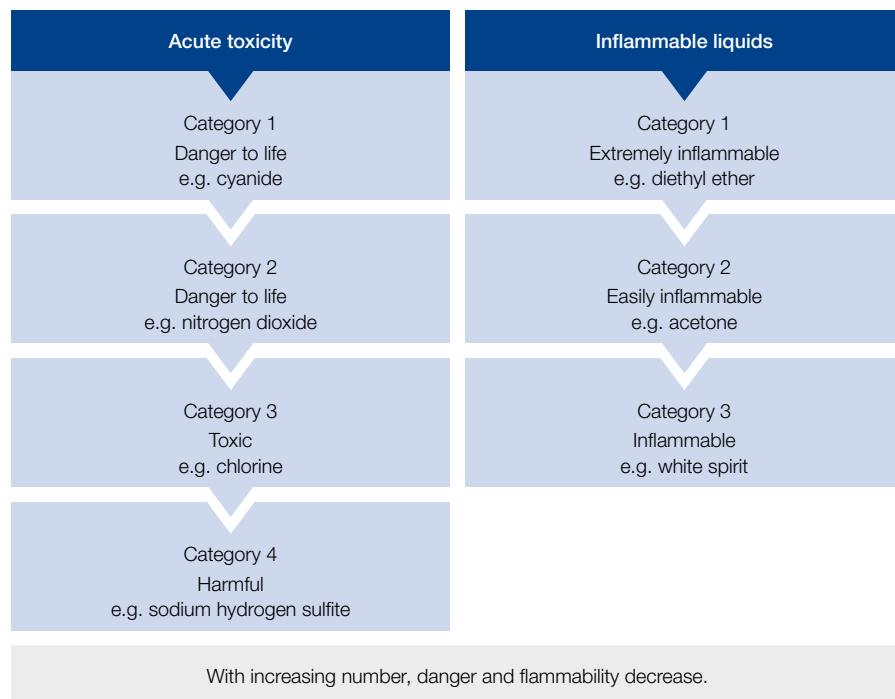 Acute toxicity
Category 1
Danger to life
e.g. cyanide
Category 2
Danger to life
e.g. nitrogen dioxide
Category 3
Toxic
e.g. chlorine
Category 4
Harmful
e.g. sodium hydrogen sulfite
Inflammable liquids
Category 1
Extremely inflammable
e.g. diethyl ether
Category 2
Easily inflammable
e.g. acetone
Category 3
Inflammable
e.g. white spirit
With increasing number, danger and flammability decrease.